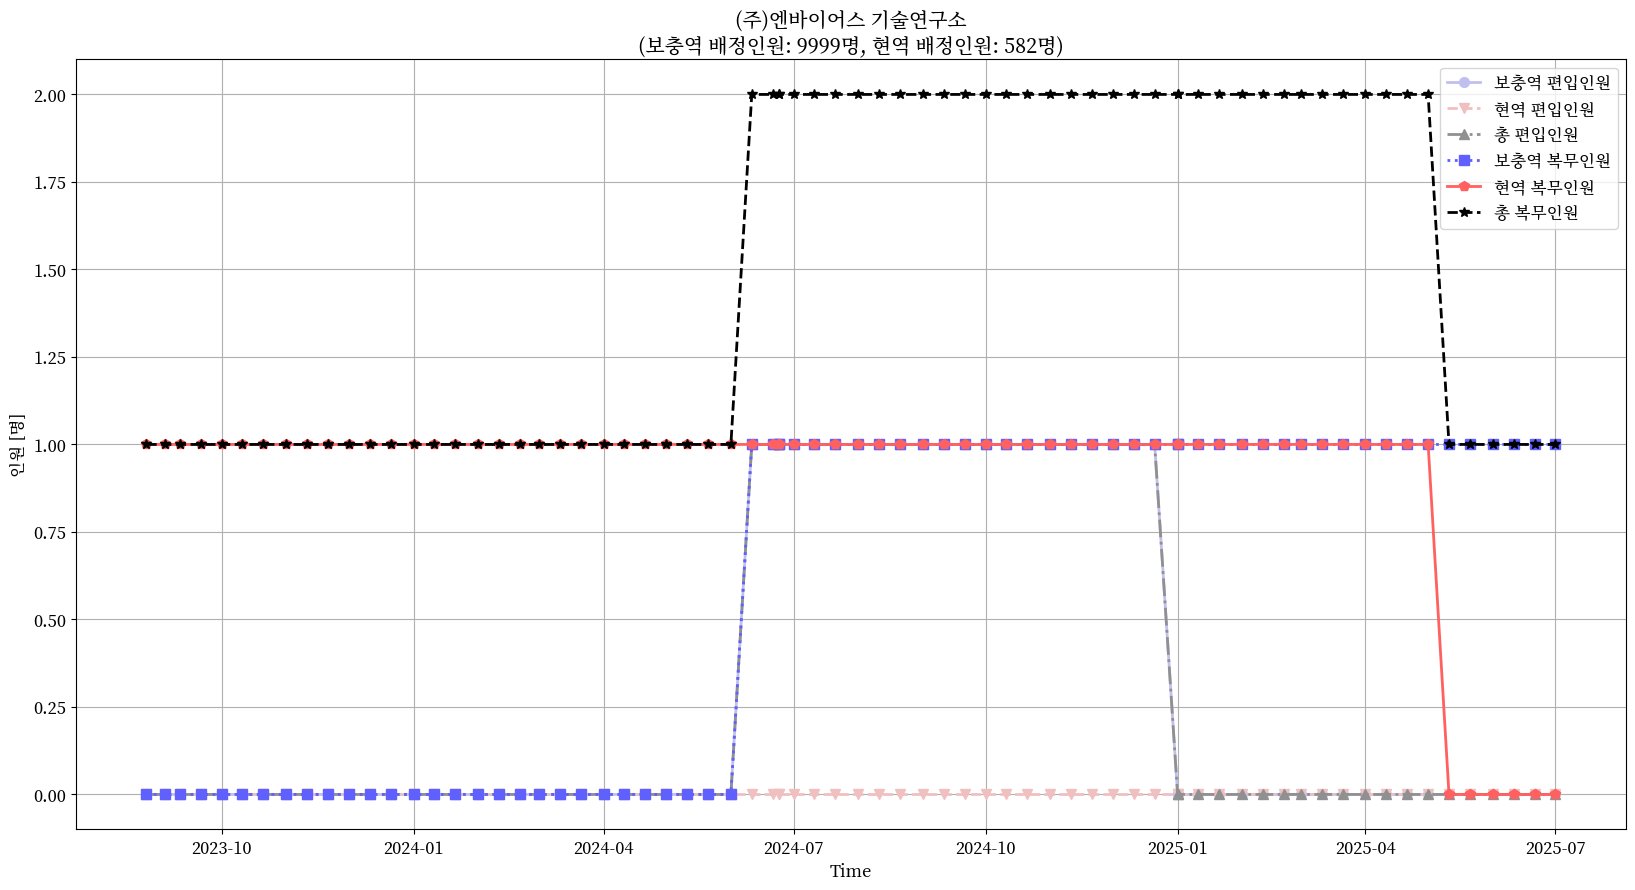 (주)엔바이어스 기술연구소
(보충역 배정인원: 9999명, 현역 배정인원: 582명)
인원 [명]
2.00
1.75
1.50
1.25
1.00
0.75
0.50
0.25
0.00
보충역 편입인원
현역 편입인원
총 편입인원
보충역 복무인원
현역 복무인원
총 복무인원
2023-10
2024-01
2024-04
2024-07
2024-10
2025-01
2025-04
2025-07
Time